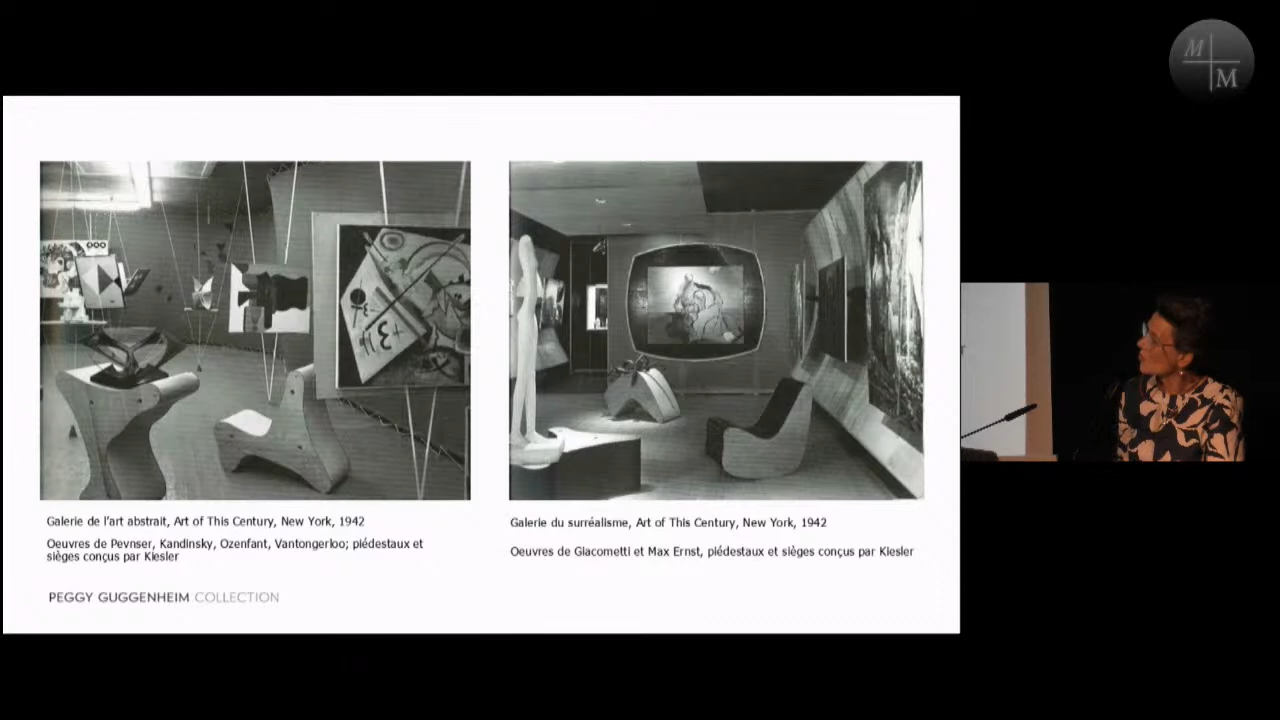 M
M
Galerie de l'art abstrait, Art of This Century, New York, 1942
Oeuvres de Pevnser, Kandinsky, Ozenfant, Vantongerloo; piédestaux et
sièges conçus par Kiesler
Galerie du surréalisme, Art of This Century, New York, 1942
Oeuvres de Giacometti et Max Ernst, piédestaux et sièges conçus par Kiesler
PEGGY GUGGENHEIM COLLECTION